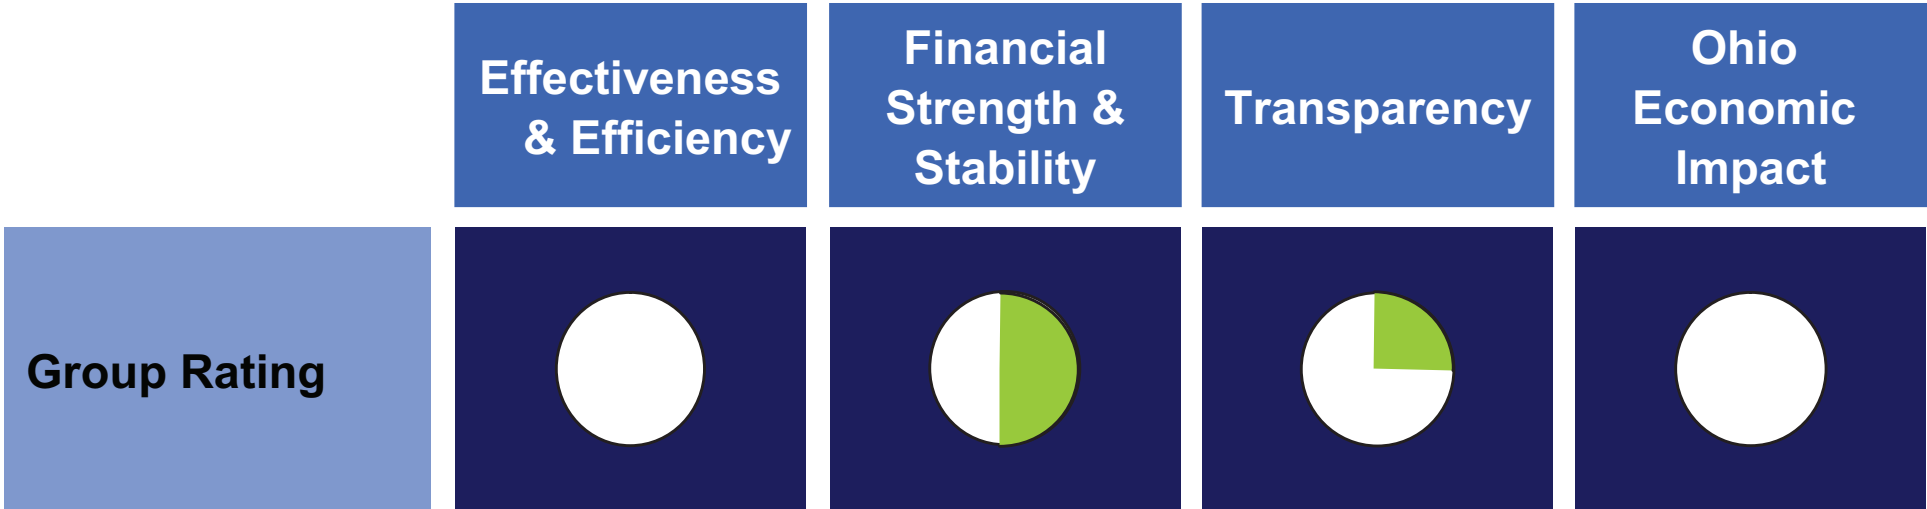 Effectiveness
& Efficiency
Financial
Strength &
Stability
Transparency
Ohio
Economic
Impact
Group Rating